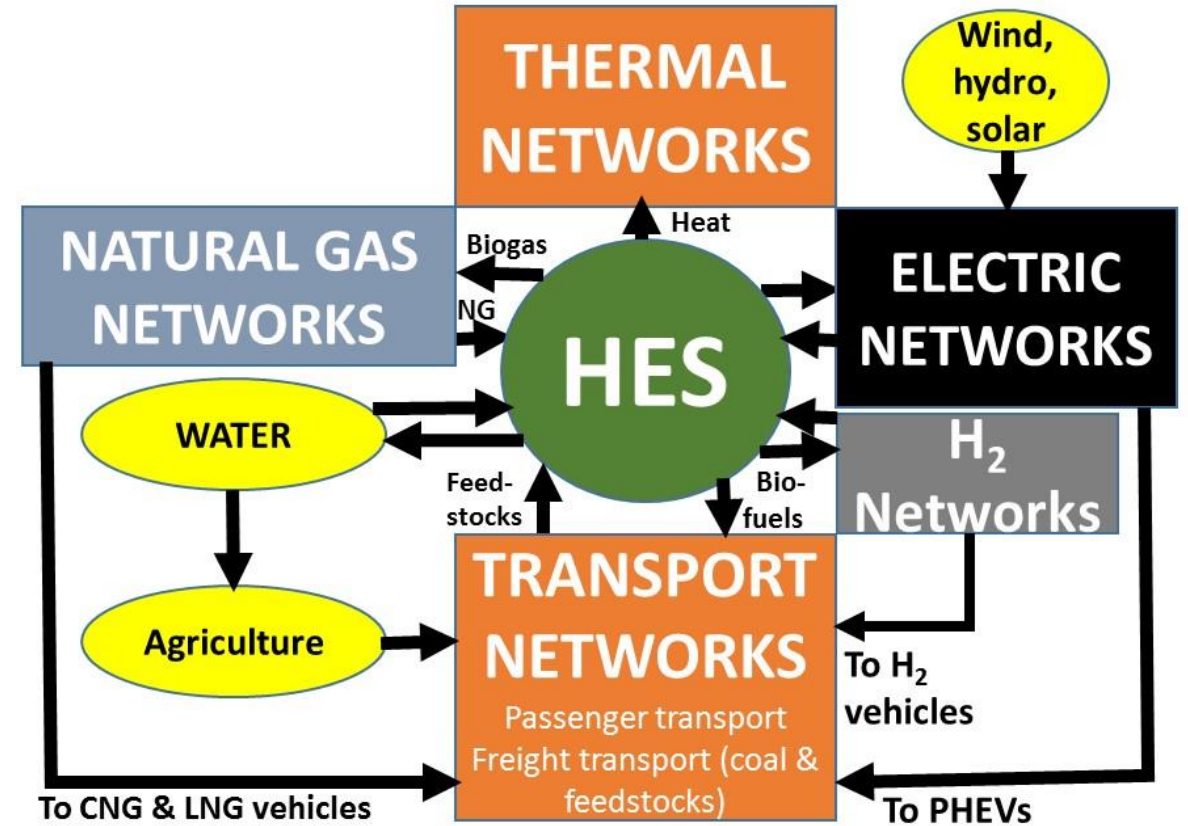 THERMAL
NETWORKS
Wind,
hydro,
solar
NATURAL GAS
NETWORKS
Biogas
Heat
NG
HES
ELECTRIC
NETWORKS
WATER
H₂
Networks
Feed-
stocks
Bio-
fuels
Agriculture
TRANSPORT
NETWORKS
Passenger transport
Freight transport (coal &
feedstocks)
To H₂
vehicles
To CNG & LNG vehicles
To PHEVs